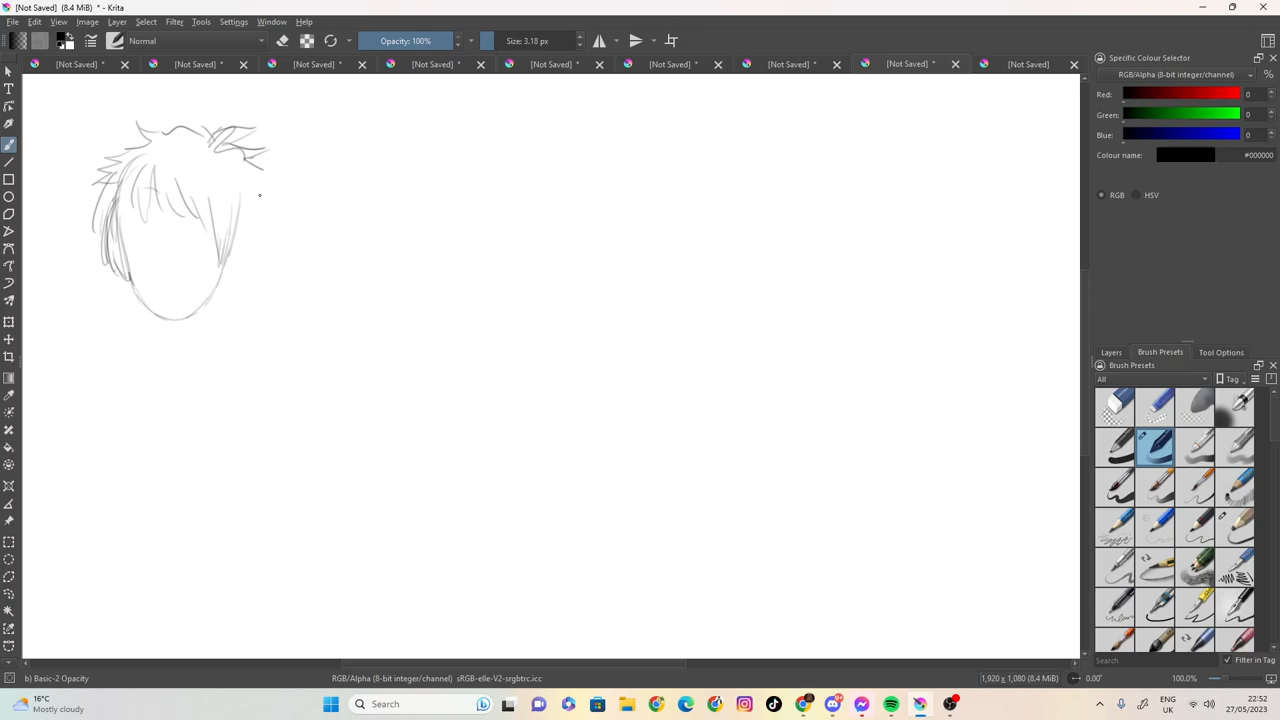 [Not Saved] (8.4 MiB) * - Krita
File Edit View Image Layer Select Filter Tools Settings Window Help
Normal Opacity: 100% Size: 3.18 px
[Not Saved] * [Not Saved] * [Not Saved] * [Not Saved] * [Not Saved] * [Not Saved] * [Not Saved] * [Not Saved] * [Not Saved]
Specific Colour Selector
RGB/Alpha (8-bit integer/channel) %
Red: 0
Green: 0
Blue: 0
Colour name: #000000
RGB HSV
Layers Brush Presets Tool Options
Brush Presets
All Tag
Search Filter in Tag
b) Basic-2 Opacity RGB/Alpha (8-bit integer/channel) sRGB-elle-V2-srgbtrc.icc 1,920 x 1,080 (8.4 MiB) 0.00° 100.0%
16°C
Mostly cloudy
Search
ENG
UK
22:52
27/05/2023